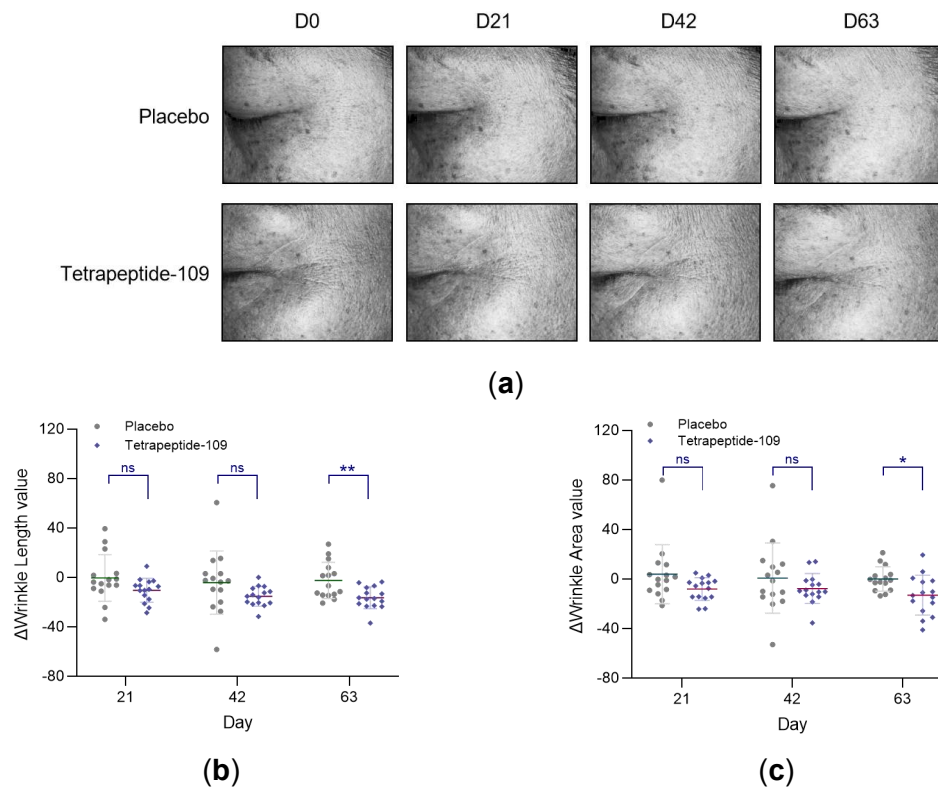 D0 D21 D42 D63
Placebo
Tetrapeptide-109
(a)
Placebo
Tetrapeptide-109
ns
ns
**
ΔWrinkle Length value
120
80
40
0
-40
-80
21 42 63
Day
(b)
Placebo
Tetrapeptide-109
ns
ns
*
ΔWrinkle Area value
120
80
40
0
-40
-80
21 42 63
Day
(c)